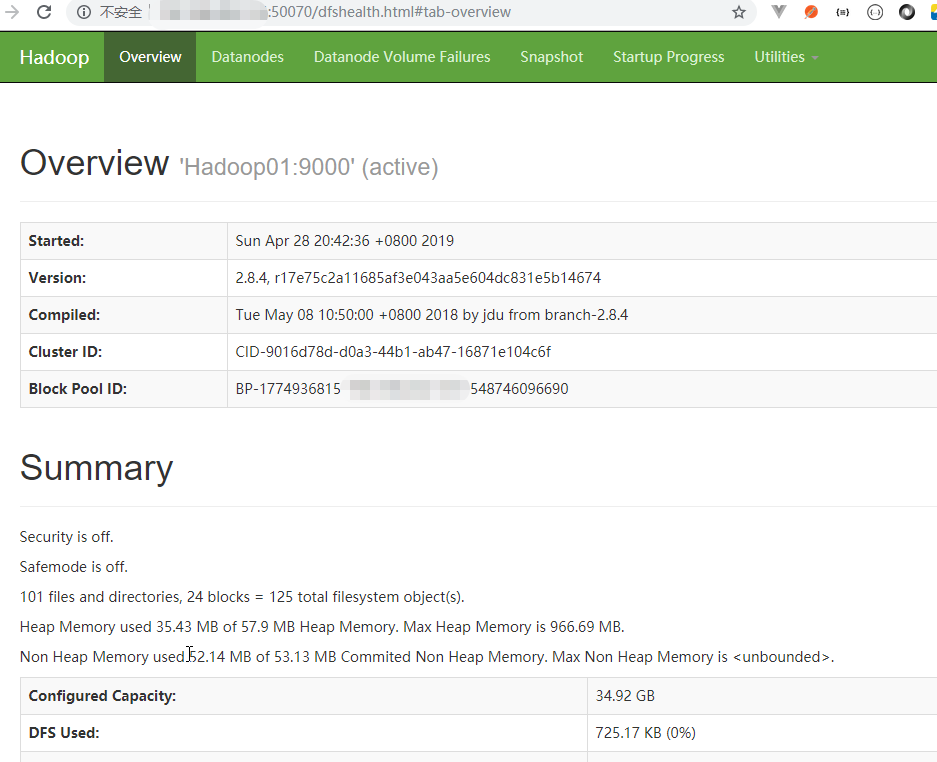 不安全 :50070/dfshealth.html#tab-overview
Hadoop Overview Datanodes Datanode Volume Failures Snapshot Startup Progress Utilities
Overview 'Hadoop01:9000' (active)
Started: Sun Apr 28 20:42:36 +0800 2019
Version: 2.8.4, r17e75c2a11685af3e043aa5e604dc831e5b14674
Compiled: Tue May 08 10:50:00 +0800 2018 by jdu from branch-2.8.4
Cluster ID: CID-9016d78d-d0a3-44b1-ab47-16871e104c6f
Block Pool ID: BP-1774936815 548746096690
Summary
Security is off.
Safemode is off.
101 files and directories, 24 blocks = 125 total filesystem object(s).
Heap Memory used 35.43 MB of 57.9 MB Heap Memory. Max Heap Memory is 966.69 MB.
Non Heap Memory used 52.14 MB of 53.13 MB Commited Non Heap Memory. Max Non Heap Memory is <unbounded>.
Configured Capacity: 34.92 GB
DFS Used: 725.17 KB (0%)